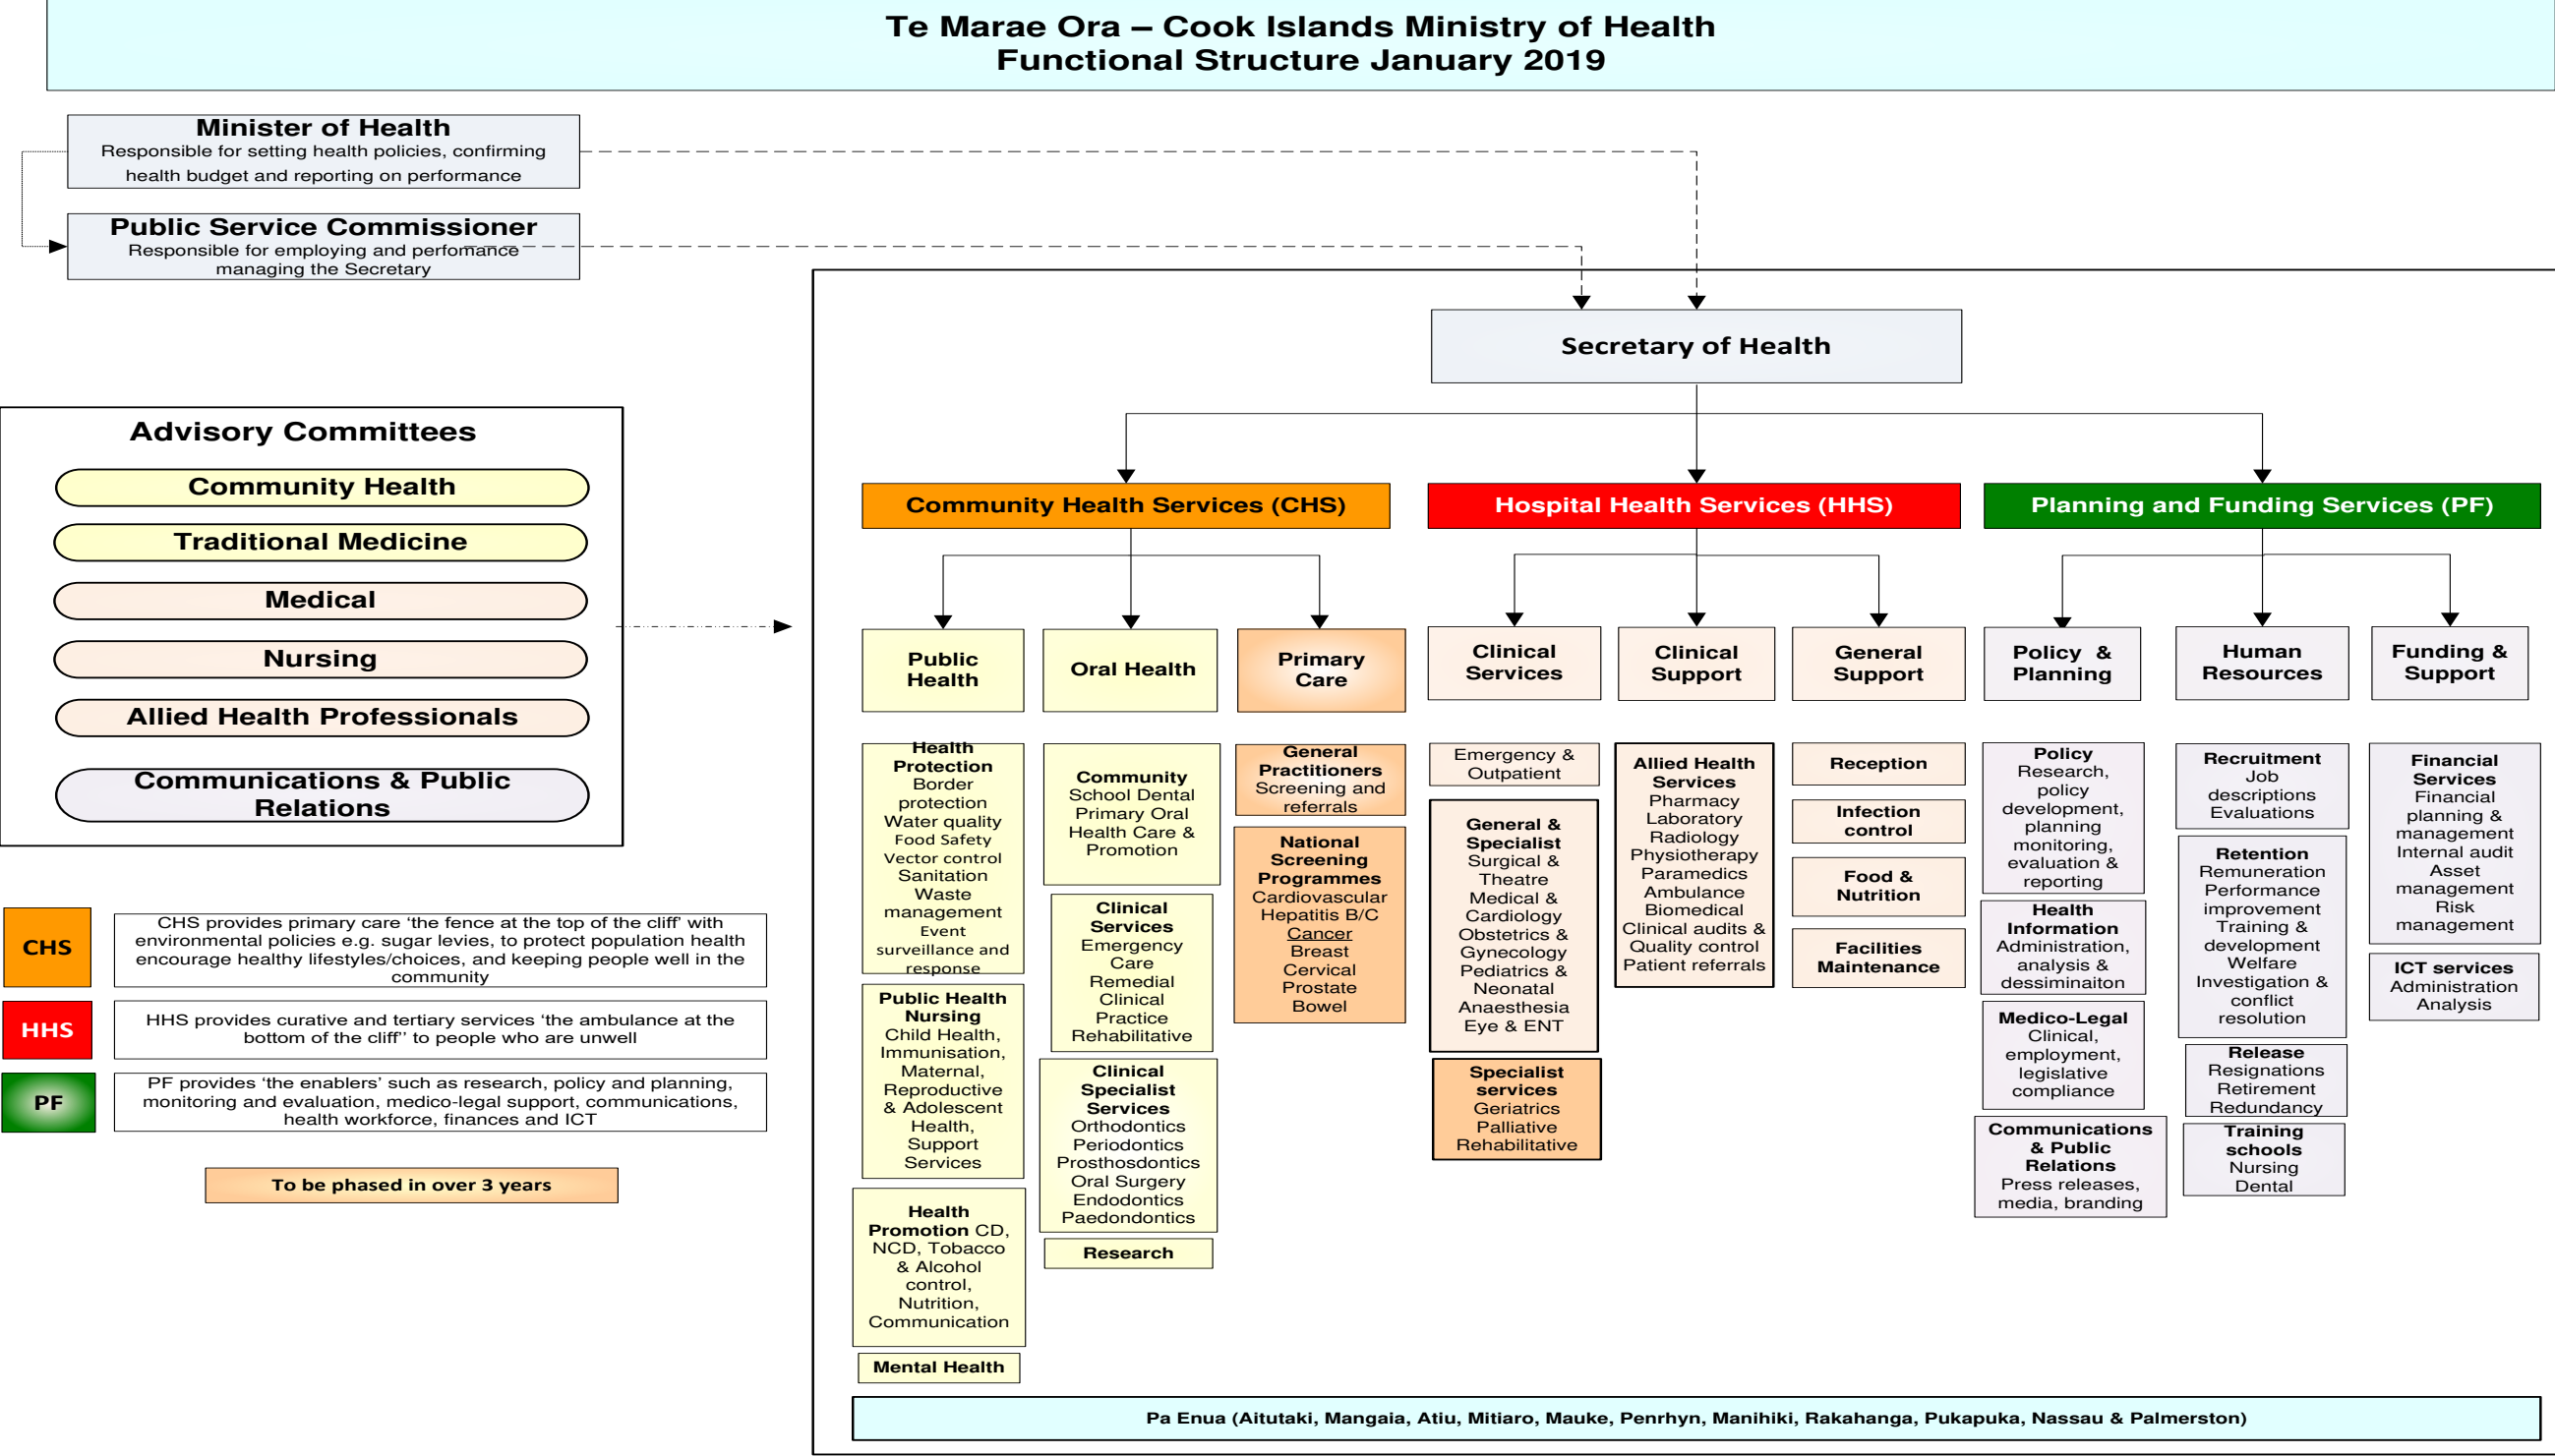 Te Marae Ora – Cook Islands Ministry of Health
Functional Structure January 2019
Minister of Health
Responsible for setting health policies, confirming
health budget and reporting on performance
Public Service Commissioner
Responsible for employing and perfomance
managing the Secretary
Secretary of Health
Advisory Committees
Community Health
Traditional Medicine
Medical
Nursing
Allied Health Professionals
Communications & Public
Relations
CHS
CHS provides primary care ‘the fence at the top of the cliff’ with
environmental policies e.g. sugar levies, to protect population health
encourage healthy lifestyles/choices, and keeping people well in the
community
HHS
HHS provides curative and tertiary services ‘the ambulance at the
bottom of the cliff’’ to people who are unwell
PF
PF provides ‘the enablers’ such as research, policy and planning,
monitoring and evaluation, medico-legal support, communications,
health workforce, finances and ICT
To be phased in over 3 years
Community Health Services (CHS)
Public
Health
Health
Protection
Border
protection
Water quality
Food Safety
Vector control
Sanitation
Waste
management
Event
surveillance and
response
Public Health
Nursing
Child Health,
Immunisation,
Maternal,
Reproductive
& Adolescent
Health,
Support
Services
Health
Promotion CD,
NCD, Tobacco
& Alcohol
control,
Nutrition,
Communication
Mental Health
Oral Health
Community
School Dental
Primary Oral
Health Care &
Promotion
Clinical
Services
Emergency
Care
Remedial
Clinical
Practice
Rehabilitative
Clinical
Specialist
Services
Orthodontics
Periodontics
Prosthosdontics
Oral Surgery
Endodontics
Paedondontics
Research
Primary
Care
General
Practitioners
Screening and
referrals
National
Screening
Programmes
Cardiovascular
Hepatitis B/C
Cancer
Breast
Cervical
Prostate
Bowel
Hospital Health Services (HHS)
Clinical
Services
Emergency &
Outpatient
General &
Specialist
Surgical &
Theatre
Medical &
Cardiology
Obstetrics &
Gynecology
Pediatrics &
Neonatal
Anaesthesia
Eye & ENT
Specialist
services
Geriatrics
Palliative
Rehabilitative
Clinical
Support
Allied Health
Services
Pharmacy
Laboratory
Radiology
Physiotherapy
Paramedics
Ambulance
Biomedical
Clinical audits &
Quality control
Patient referrals
General
Support
Reception
Infection
control
Food &
Nutrition
Facilities
Maintenance
Planning and Funding Services (PF)
Policy &
Planning
Policy
Research,
policy
development,
planning
monitoring,
evaluation &
reporting
Health
Information
Administration,
analysis &
dessiminaiton
Medico-Legal
Clinical,
employment,
legislative
compliance
Communications
& Public
Relations
Press releases,
media, branding
Human
Resources
Recruitment
Job
descriptions
Evaluations
Retention
Remuneration
Performance
improvement
Training &
development
Welfare
Investigation &
conflict
resolution
Release
Resignations
Retirement
Redundancy
Training
schools
Nursing
Dental
Funding &
Support
Financial
Services
Financial
planning &
management
Internal audit
Asset
management
Risk
management
ICT services
Administration
Analysis
Pa Enua (Aitutaki, Mangaia, Atiu, Mitiaro, Mauke, Penrhyn, Manihiki, Rakahanga, Pukapuka, Nassau & Palmerston)